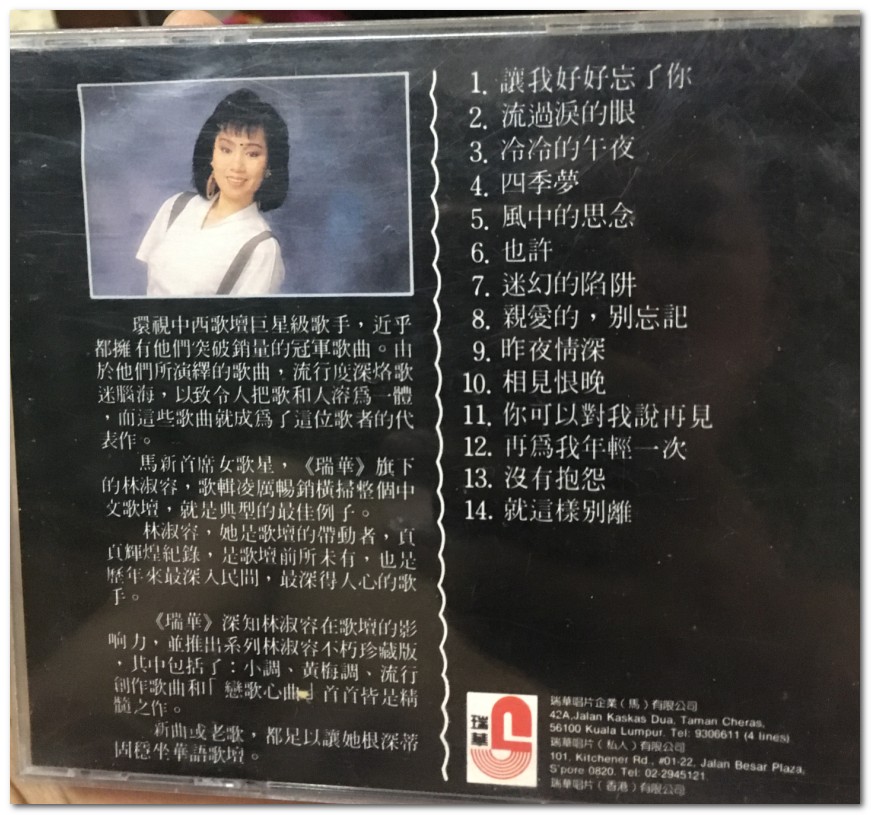 環視中西歌壇巨星級歌手，近乎
都擁有他們突破銷量的冠軍歌曲。由
於他們所演繹的歌曲，流行度深烙歌
迷腦海，以致令人把歌和人溶爲一體
，而這些歌曲就成爲了這位歌者的代
表作。
馬新首席女歌星，《瑞華》旗下
的林淑容，歌輯凌厲暢銷橫掃整個中
文歌壇，就是典型的最佳例子。
林淑容，她是歌壇的帶動者，頁
頁輝煌紀錄，是歌壇前所未有，也是
歷年來最深入民間，最深得人心的歌
手。
《瑞華》深知林淑容在歌壇的影
响力，並推出系列林淑容不朽珍藏版
，其中包括了：小調、黃梅調、流行
創作歌曲和「戀歌心曲」首首皆是精
髓之作。
新曲或老歌，都足以讓她根深蒂
固穩坐華語歌壇。
1. 讓我好好忘了你
2. 流過淚的眼
3. 冷冷的午夜
4. 四季夢
5. 風中的思念
6. 也許
7. 迷幻的陷阱
8. 親愛的，別忘記
9. 昨夜情深
10. 相見恨晚
11. 你可以對我說再見
12. 再爲我年輕一次
13. 沒有抱怨
14. 就這樣別離
瑞華
瑞華唱片企業（馬）有限公司
42A,Jalan Kaskas Dua, Taman Cheras,
56100 Kuala Lumpur. Tel: 9306611 (4 lines)
瑞華唱片（私人）有限公司
101, Kitchener Rd., #01-22, Jalan Besar Plaza,
S'pore 0820. Tel: 02-2945121
瑞華唱片（香港）有限公司